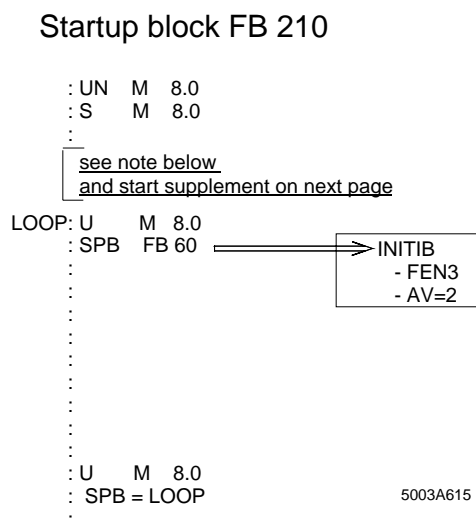 Startup block FB 210
: UN M 8.0
: S M 8.0
:
see note below
and start supplement on next page
LOOP: U M 8.0
: SPB FB 60
INITIB
:
- FEN3
:
- AV=2
:
:
:
:
:
:
:
: U M 8.0
: SPB = LOOP
5003A615
: